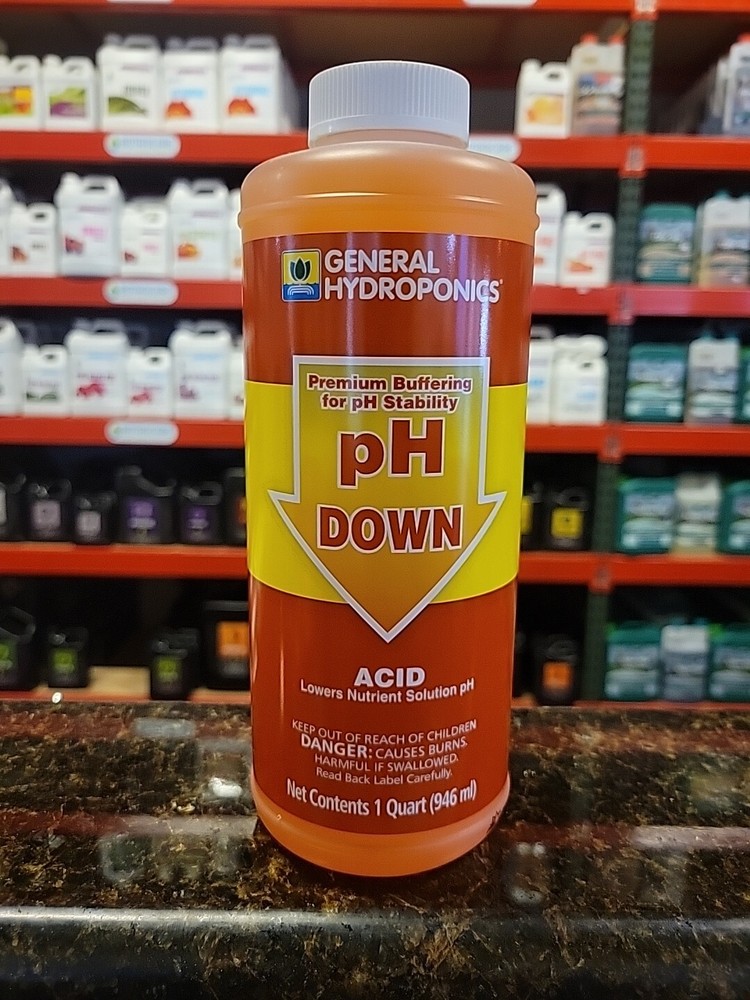 GENERAL
HYDROPONICS
Premium Buffering
for pH Stability
pH
DOWN
ACID
Lowers Nutrient Solution pH
KEEP OUT OF REACH OF CHILDREN
DANGER: CAUSES BURNS.
HARMFUL IF SWALLOWED.
Read Back Label Carefully.
Net Contents 1 Quart (946 ml)